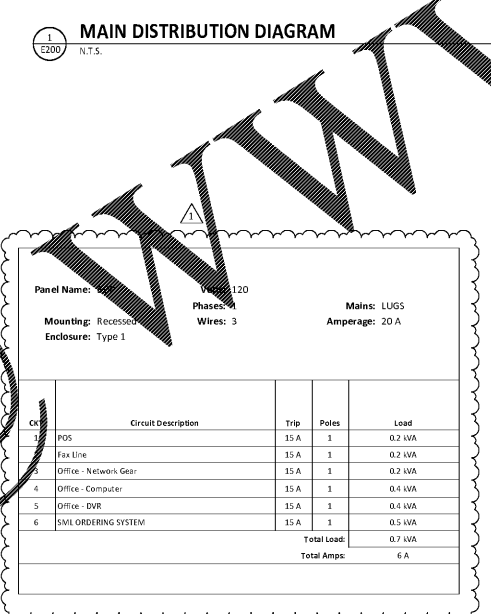 1
E200
MAIN DISTRIBUTION DIAGRAM
N.T.S.
WWW
1
Panel Name:
120
Phases: 1
Mains: LUGS
Mounting: Recessed
Wires: 3
Amperage: 20 A
Enclosure: Type 1
CKT Circuit Description Trip Poles Load
1 POS 15 A 1 0.2 kVA
Fax Line 15 A 1 0.2 kVA
3 Office - Network Gear 15 A 1 0.2 kVA
4 Office - Computer 15 A 1 0.4 kVA
5 Office - DVR 15 A 1 0.4 kVA
6 SML ORDERING SYSTEM 15 A 1 0.5 kVA
Total Load: 0.7 kVA
Total Amps: 6 A